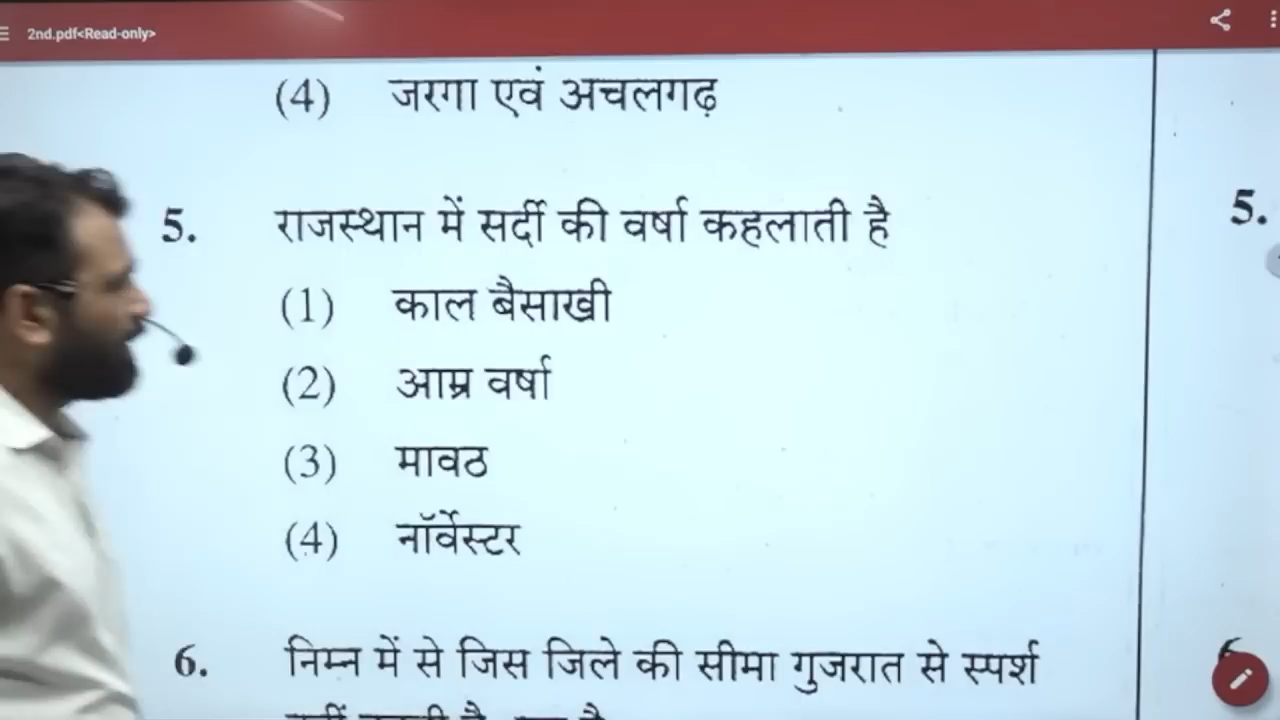 2nd.pdf<Read-only>
(4) जरगा एवं अचलगढ़
5. राजस्थान में सर्दी की वर्षा कहलाती है
(1) काल बैसाखी
(2) आम्र वर्षा
(3) मावठ
(4) नॉर्वेस्टर
6. निम्न में से जिस जिले की सीमा गुजरात से स्पर्श
5.